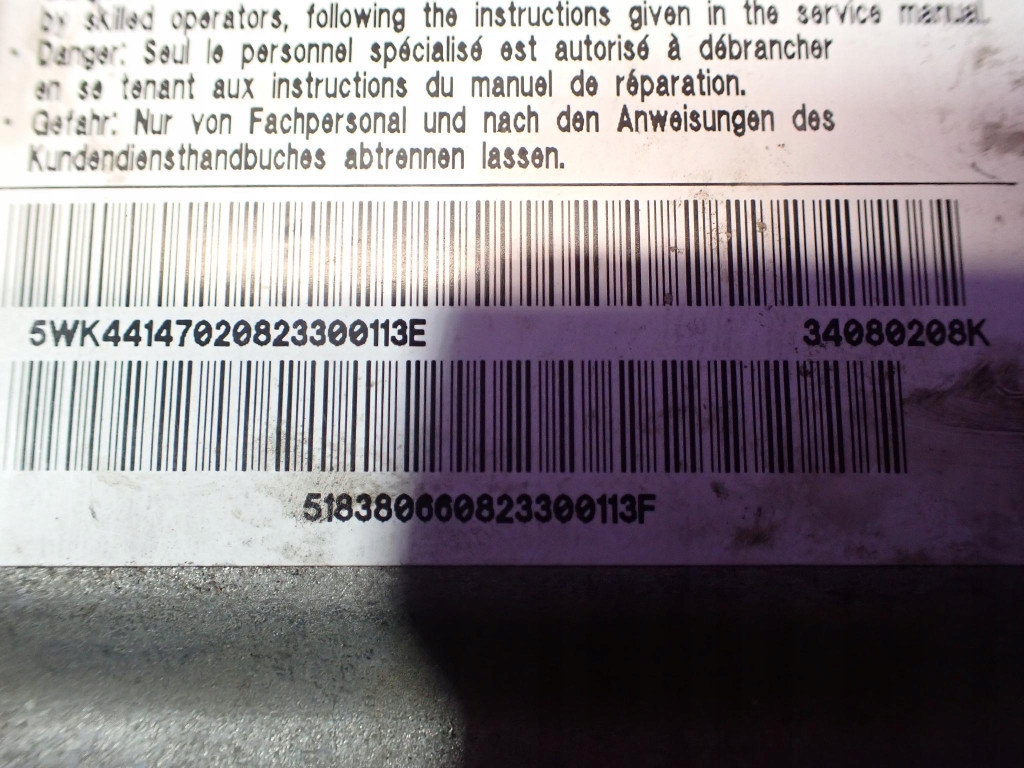 by skilled operators, following the instructions given in the service manual.
- Danger: Seul le personnel spécialisé est autorisé à débrancher
en se tenant aux instructions du manuel de réparation.
- Gefahr: Nur von Fachpersonal und nach den Anweisungen des
Kundendiensthandbuches abtrennen lassen.
5WK44147020823300113E 34080208K
518380660823300113F